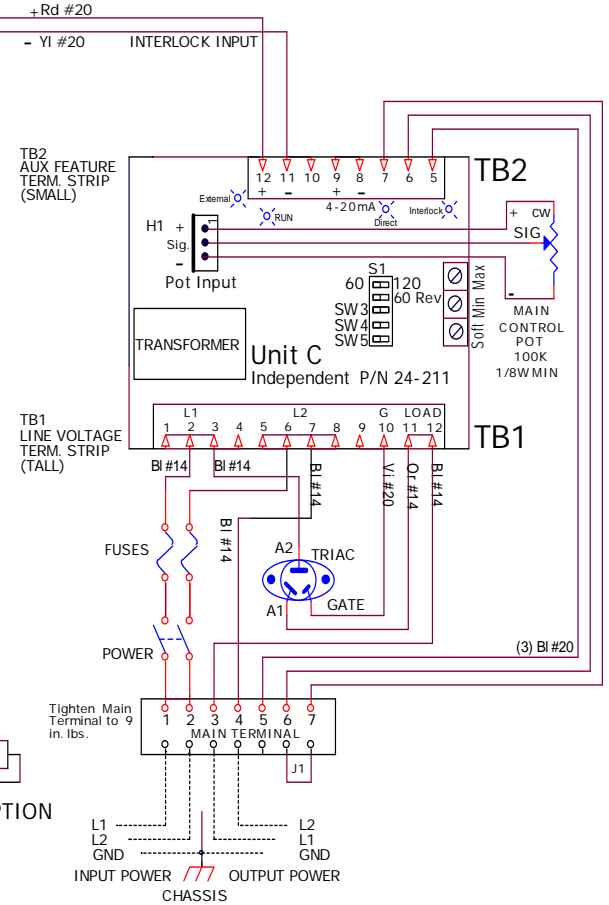 +Rd #20
- Yl #20 INTERLOCK INPUT
TB2
AUX FEATURE
TERM. STRIP
(SMALL)
12 11 10 9 8 7 6 5
+ - + -
TB2
External
RUN
4-20mA
Direct
Interlock
H1 +
Sig.
-
1
Pot Input
+ CW
SIG
-
MAIN
CONTROL
POT
100K
1/8W MIN
S1
60 120
60 Rev
SW3
SW4
SW5
Soft Min Max
TRANSFORMER
Unit C
Independent P/N 24-211
TB1
LINE VOLTAGE
TERM. STRIP
(TALL)
L1 L2 G LOAD
1 2 3 4 5 6 7 8 9 10 11 12
TB1
Bl #14 Bl #14 Bl #14 Vi #20 Or #14 Bl #14
Bl #14
FUSES
A2 TRIAC
A1 GATE
POWER
(3) Bl #20
Tighten Main
Terminal to 9
in. lbs.
1 2 3 4 5 6 7
MAIN TERMINAL
J1
PTION
L1 L2
L2 L1
GND GND
INPUT POWER OUTPUT POWER
CHASSIS